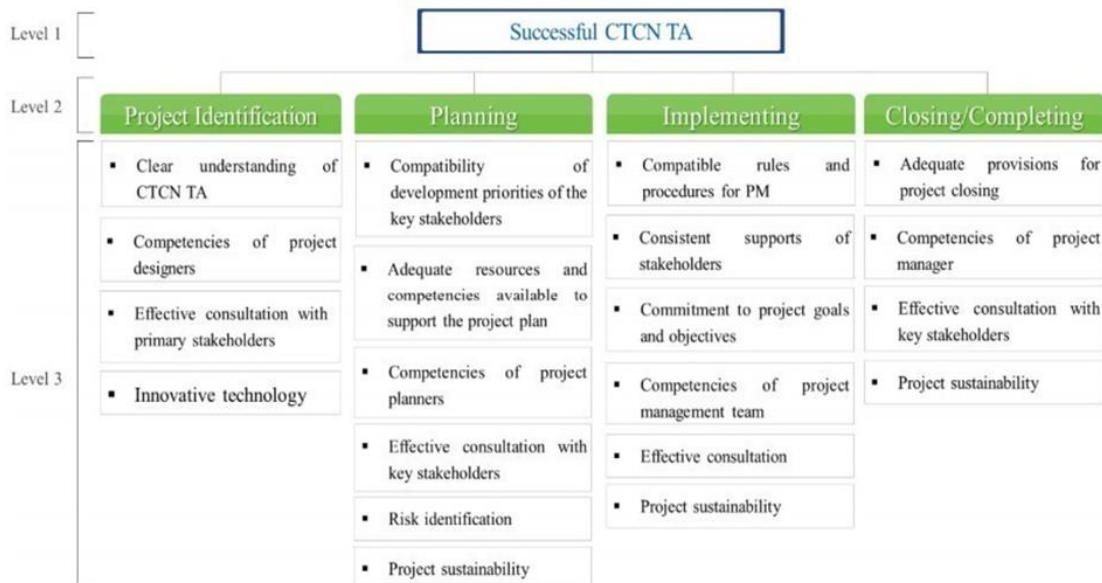 Level 1
Successful CTCN TA
Level 2
Project Identification
Planning
Implementing
Closing/Completing
Level 3
▪ Clear understanding of
CTCN TA
▪ Competencies of project
designers
▪ Effective consultation with
primary stakeholders
▪ Innovative technology
▪ Compatibility of
development priorities of the
key stakeholders
▪ Adequate resources and
competencies available to
support the project plan
▪ Competencies of project
planners
▪ Effective consultation with
key stakeholders
▪ Risk identification
▪ Project sustainability
▪ Compatible rules and
procedures for PM
▪ Consistent supports of
stakeholders
▪ Commitment to project goals
and objectives
▪ Competencies of project
management team
▪ Effective consultation
▪ Project sustainability
▪ Adequate provisions for
project closing
▪ Competencies of project
manager
▪ Effective consultation with
key stakeholders
▪ Project sustainability